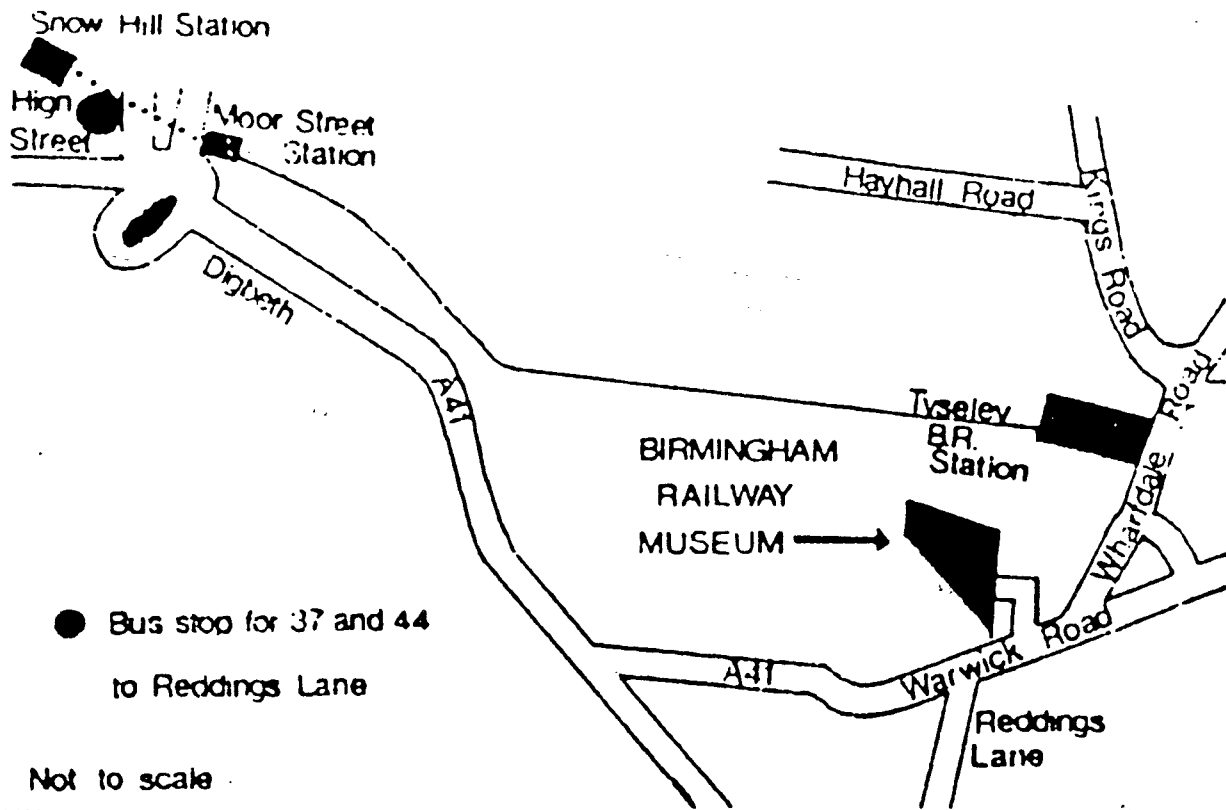 Snow Hill Station
Hign
Street
Moor Street
Station
Hayhall Road
Kings Road
Digbeth
A41
Tyseley
B.R.
Station
Wharfdale Road
BIRMINGHAM
RAILWAY
MUSEUM
Bus stop for 37 and 44
to Reddings Lane
A41
Warwick Road
Reddings
Lane
Not to scale